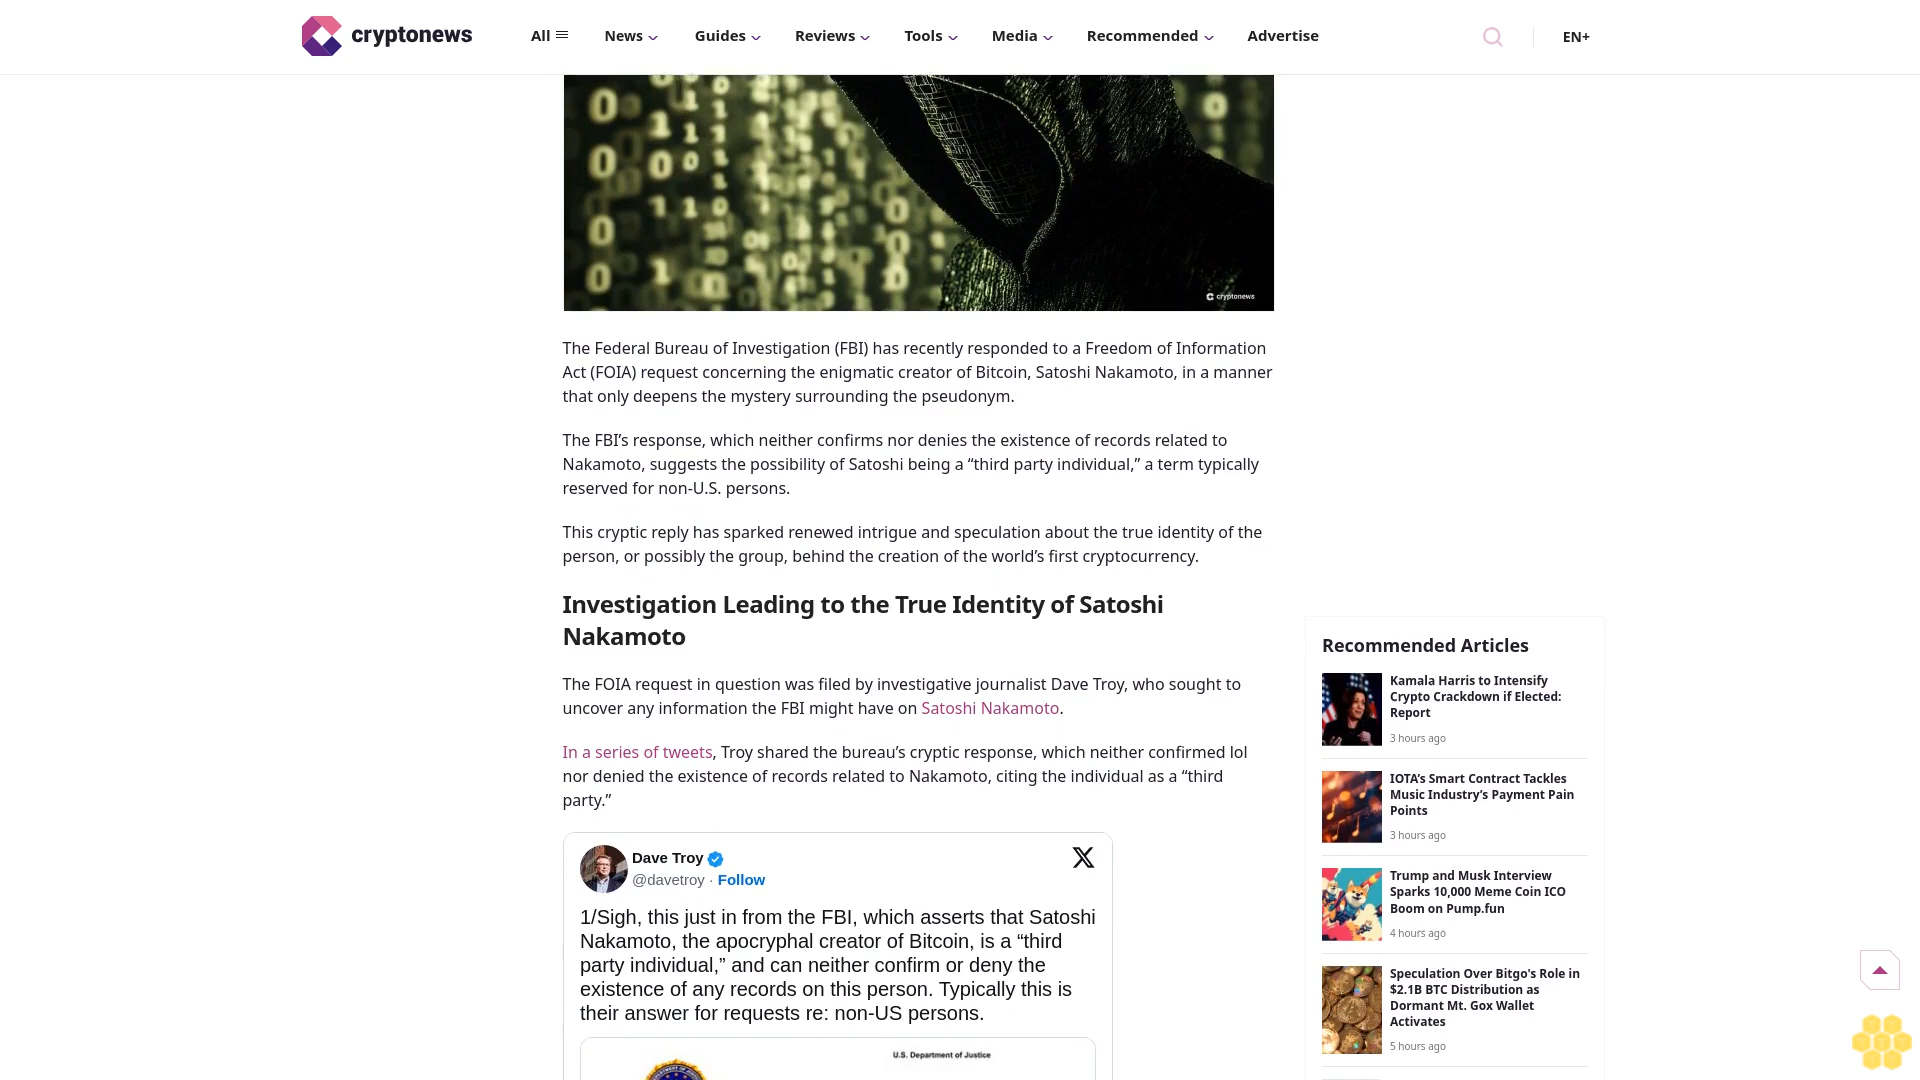 cryptonews
All
News
Guides
Reviews
Tools
Media
Recommended
Advertise
EN+
cryptonews
The Federal Bureau of Investigation (FBI) has recently responded to a Freedom of Information
Act (FOIA) request concerning the enigmatic creator of Bitcoin, Satoshi Nakamoto, in a manner
that only deepens the mystery surrounding the pseudonym.
The FBI’s response, which neither confirms nor denies the existence of records related to
Nakamoto, suggests the possibility of Satoshi being a “third party individual,” a term typically
reserved for non-U.S. persons.
This cryptic reply has sparked renewed intrigue and speculation about the true identity of the
person, or possibly the group, behind the creation of the world’s first cryptocurrency.
Investigation Leading to the True Identity of Satoshi
Nakamoto
The FOIA request in question was filed by investigative journalist Dave Troy, who sought to
uncover any information the FBI might have on Satoshi Nakamoto.
In a series of tweets, Troy shared the bureau’s cryptic response, which neither confirmed lol
nor denied the existence of records related to Nakamoto, citing the individual as a “third
party.”
Dave Troy
@davetroy · Follow
1/Sigh, this just in from the FBI, which asserts that Satoshi
Nakamoto, the apocryphal creator of Bitcoin, is a “third
party individual,” and can neither confirm or deny the
existence of any records on this person. Typically this is
their answer for requests re: non-US persons.
U.S. Department of Justice
Recommended Articles
Kamala Harris to Intensify
Crypto Crackdown if Elected:
Report
3 hours ago
IOTA’s Smart Contract Tackles
Music Industry’s Payment Pain
Points
3 hours ago
Trump and Musk Interview
Sparks 10,000 Meme Coin ICO
Boom on Pump.fun
4 hours ago
Speculation Over Bitgo's Role in
$2.1B BTC Distribution as
Dormant Mt. Gox Wallet
Activates
5 hours ago